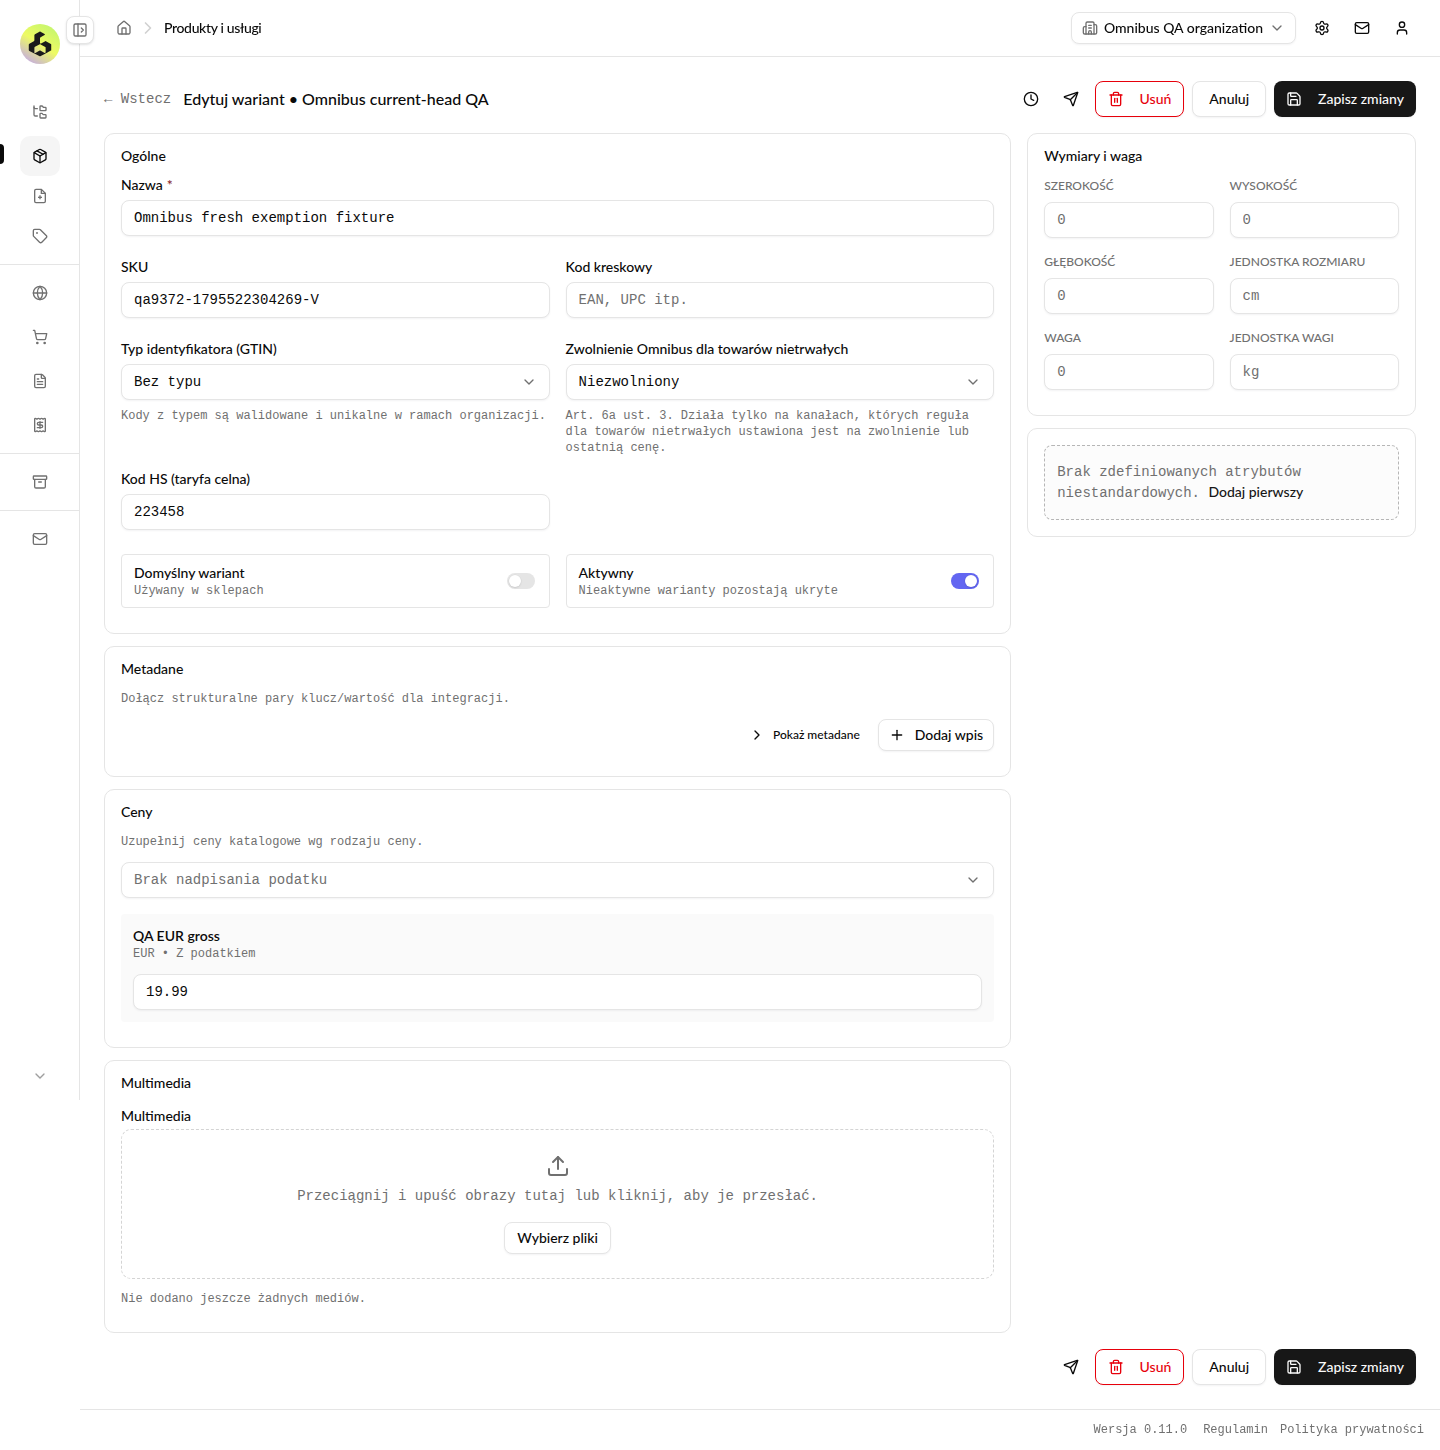 Produkty i usługi
Omnibus QA organization
← Wstecz Edytuj wariant • Omnibus current-head QA
Usuń
Anuluj
Zapisz zmiany
Ogólne
Nazwa *
Omnibus fresh exemption fixture
SKU
Kod kreskowy
qa9372-1795522304269-V
EAN, UPC itp.
Typ identyfikatora (GTIN)
Zwolnienie Omnibus dla towarów nietrwałych
Bez typu
Niezwolniony
Kody z typem są walidowane i unikalne w ramach organizacji.
Art. 6a ust. 3. Działa tylko na kanałach, których reguła
dla towarów nietrwałych ustawiona jest na zwolnienie lub
ostatnią cenę.
Kod HS (taryfa celna)
223458
Domyślny wariant
Używany w sklepach
Aktywny
Nieaktywne warianty pozostają ukryte
Metadane
Dołącz strukturalne pary klucz/wartość dla integracji.
Pokaż metadane
Dodaj wpis
Ceny
Uzupełnij ceny katalogowe wg rodzaju ceny.
Brak nadpisania podatku
QA EUR gross
EUR • Z podatkiem
19.99
Multimedia
Multimedia
Przeciągnij i upuść obrazy tutaj lub kliknij, aby je przesłać.
Wybierz pliki
Nie dodano jeszcze żadnych mediów.
Wymiary i waga
SZEROKOŚĆ
WYSOKOŚĆ
0
0
GŁĘBOKOŚĆ
JEDNOSTKA ROZMIARU
0
cm
WAGA
JEDNOSTKA WAGI
0
kg
Brak zdefiniowanych atrybutów
niestandardowych. Dodaj pierwszy
Usuń
Anuluj
Zapisz zmiany
Wersja 0.11.0
Regulamin
Polityka prywatności